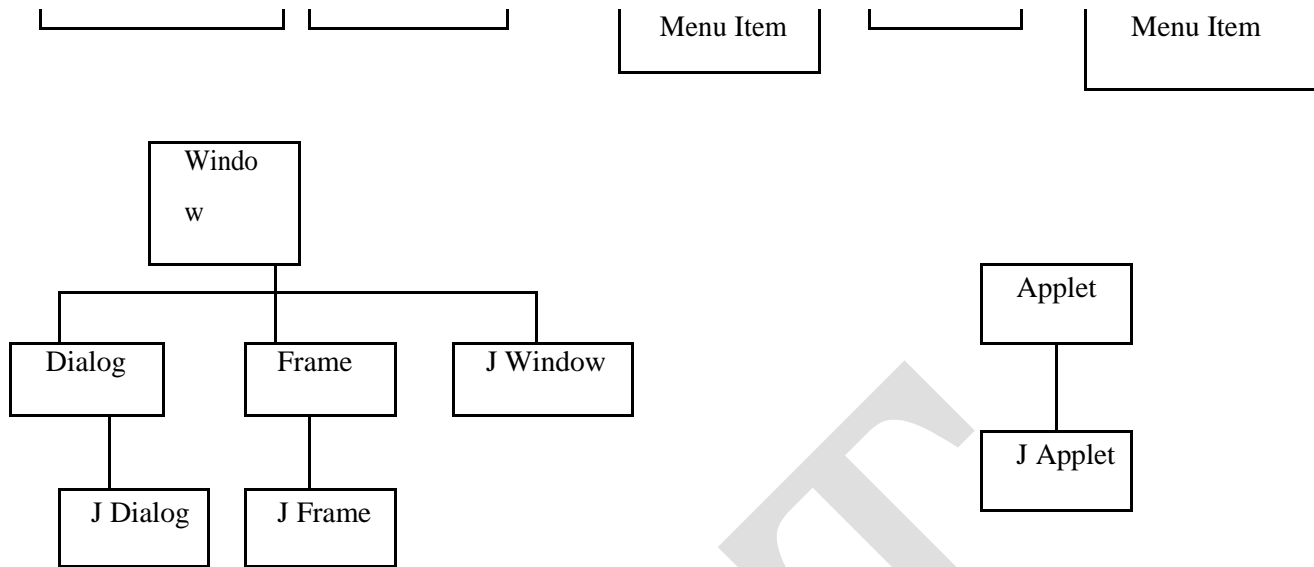 Menu Item
Menu Item
Windo
w
Applet
Dialog
Frame
J Window
J Applet
J Dialog
J Frame